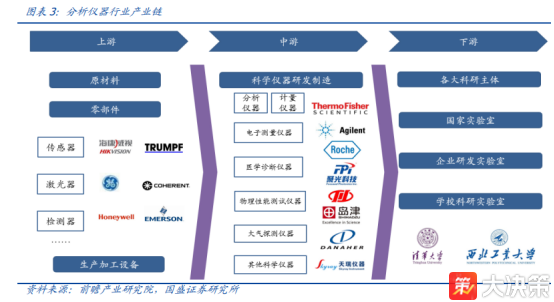 图表 3：分析仪器行业产业链
上游
中游
下游
原材料
零部件
传感器
海康威视
HIKVISION
TRUMPF
激光器
COHERENT
检测器
Honeywell
EMERSON
……
生产加工设备
科学仪器研发制造
分析仪器
计量仪器
ThermoFisher
SCIENTIFIC
电子测量仪器
Agilent
Roche
医学诊断仪器
聚光科技
物理性能测试仪器
岛津
Excellence in Science
大气探测仪器
DANAHER
其他科学仪器
Skyray
天瑞仪器
各大科研主体
国家实验室
企业研发实验室
学校科研实验室
清华大学
Tsinghua University
西北工业大学
资料来源：前瞻产业研究院，国盛证券研究所
第一大决策